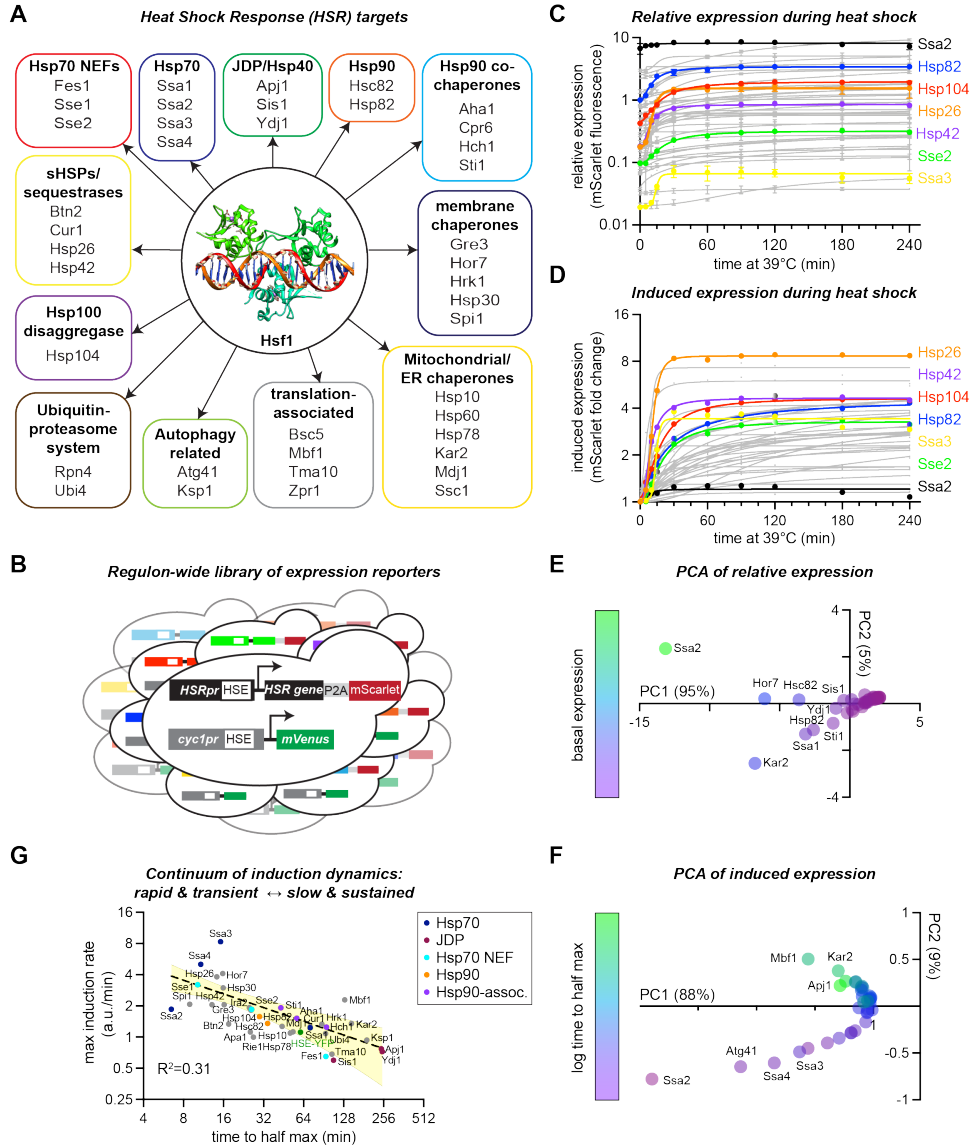 A
Heat Shock Response (HSR) targets
Hsp70 NEFs
Fes1
Sse1
Sse2
Hsp70
Ssa1
Ssa2
Ssa3
Ssa4
JDP/Hsp40
Apj1
Sis1
Ydj1
Hsp90
Hsc82
Hsp82
Hsp90 co-
chaperones
Aha1
Cpr6
Hch1
Sti1
sHSPs/
sequestrases
Btn2
Cur1
Hsp26
Hsp42
membrane
chaperones
Gre3
Hor7
Hrk1
Hsp30
Spi1
Hsf1
Hsp100
disaggregase
Hsp104
Mitochondrial/
ER chaperones
Hsp10
Hsp60
Hsp78
Kar2
Mdj1
Ssc1
Ubiquitin-
proteasome
system
Rpn4
Ubi4
Autophagy
related
Atg41
Ksp1
translation-
associated
Bsc5
Mbf1
Tma10
Zpr1
B
Regulon-wide library of expression reporters
HSRpr HSE HSR gene P2A mScarlet
cyc1pr HSE mVenus
C
Relative expression during heat shock
relative expression
(mScarlet fluorescence)
10
1
0.1
0.01
0 60 120 180 240
time at 39°C (min)
Ssa2
Hsp82
Hsp104
Hsp26
Hsp42
Sse2
Ssa3
D
Induced expression during heat shock
induced expression
(mScarlet fold change)
16
8
4
2
1
0 60 120 180 240
time at 39°C (min)
Hsp26
Hsp42
Hsp104
Hsp82
Ssa3
Sse2
Ssa2
E
PCA of relative expression
basal expression
4
PC2 (5%)
-4
PC1 (95%)
-15
5
Ssa2
Hor7
Hsc82
Sis1
Ydj1
Hsp82
Sti1
Ssa1
Kar2
F
PCA of induced expression
log time to half max
1
PC2 (9%)
0.5
-0.5
-1
PC1 (88%)
1
Mbf1
Kar2
Apj1
Ssa3
Ssa4
Atg41
Ssa2
G
Continuum of induction dynamics:
rapid & transient ↔ slow & sustained
max induction rate
(a.u./min)
16
4
2
1
0.5
0.25
4 8 16 32 64 128 256 512
time to half max (min)
R²=0.31
Hsp70
JDP
Hsp70 NEF
Hsp90
Hsp90-assoc.
Ssa3
Ssa4
Hsp26
Hor7
Sse1
Hsp30
Spi1
Hsp42
Ssa2
Gre3
Ira2
Sse2
Sti1
Mbf1
Hsp104
Hsp82
Aha1
Cur1
Hrk1
Btn2
Hsc82
Mdj1
Hch1
Kar2
Apa1
Hsp10
Ssa1
Ubi4
Ksp1
Rie1
Hsp78
HSE-YFP
Apj1
Fes1
Tma10
Sis1
Ydj1